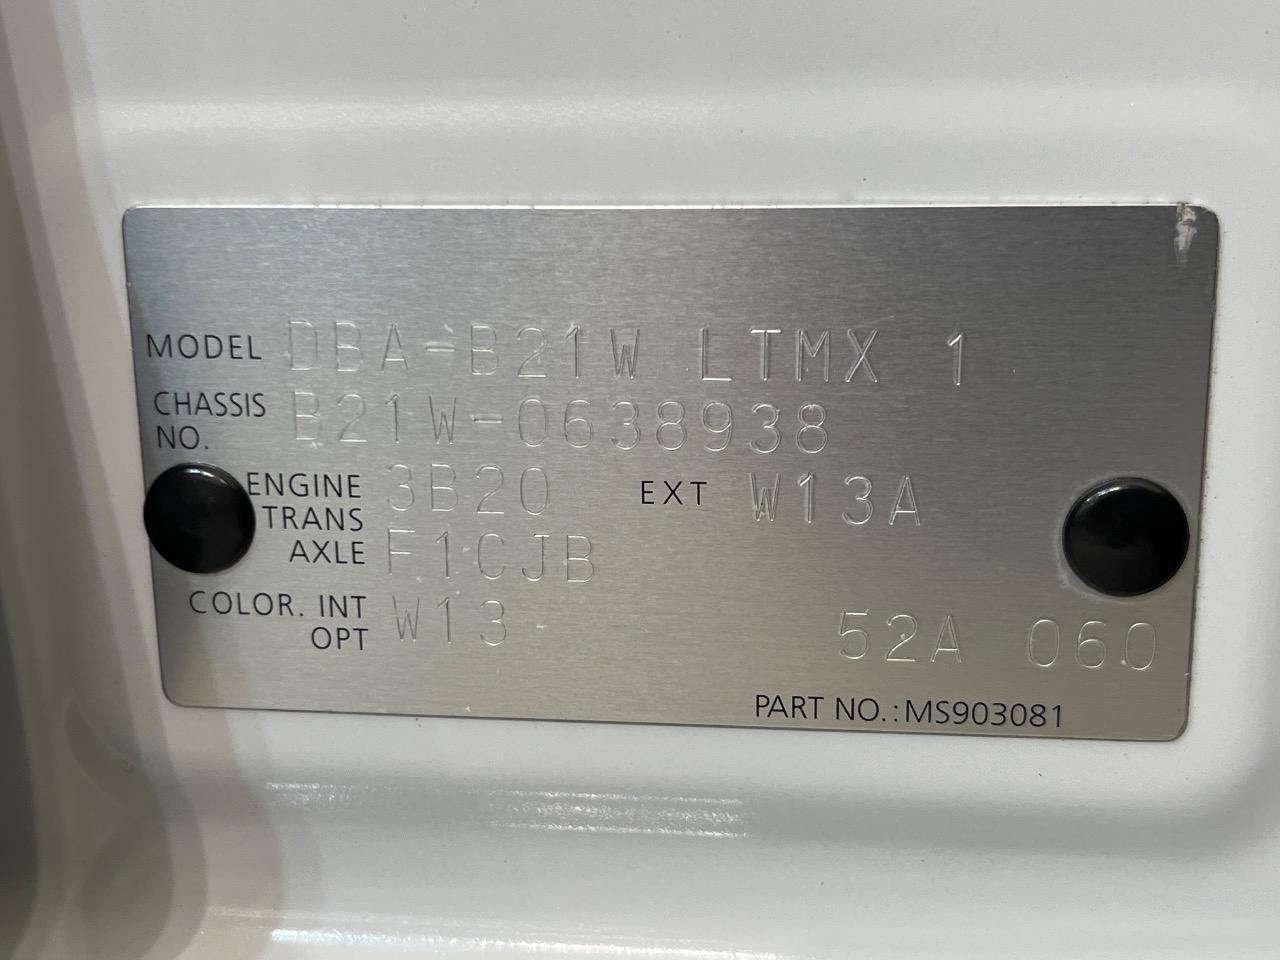 MODEL DBA-B21W LTMX 1
CHASSIS NO. B21W-0638938
ENGINE 3B20 EXT W13A
TRANS AXLE F1CJB
COLOR. INT OPT W13 52A 060
PART NO.:MS903081